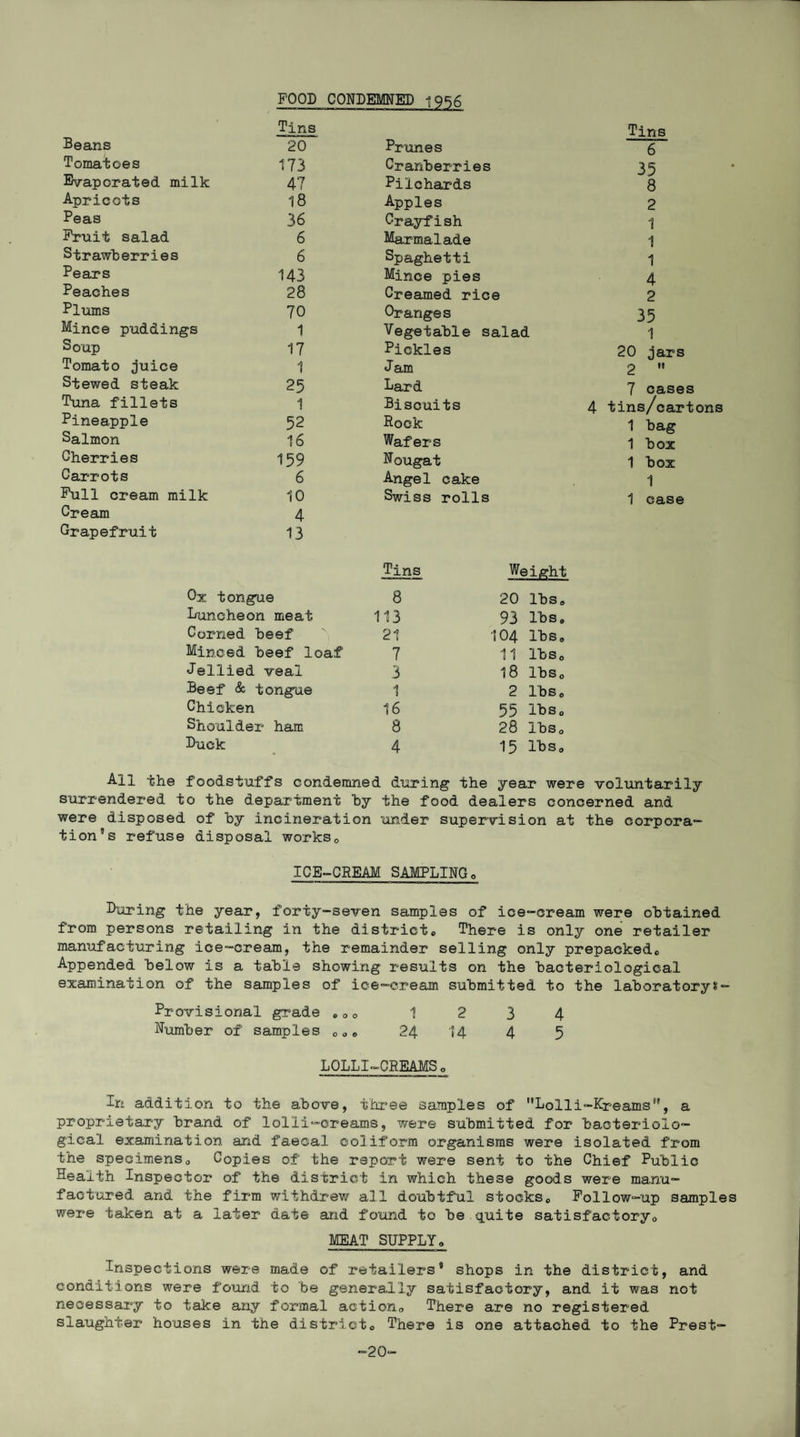 FOOD CONDEMNED 1956
Tins Tins
Beans 20 Prunes 6
Tomatoes 173 Cranberries 35
Evaporated milk 47 Pilchards 8
Apricots 18 Apples 2
Peas 36 Crayfish 1
Fruit salad 6 Marmalade 1
Strawberries 6 Spaghetti 1
Pears 143 Mince pies 4
Peaches 28 Creamed rice 2
Plums 70 Oranges 35
Mince puddings 1 Vegetable salad 1
Soup 17 Pickles 20 jars
Tomato juice 1 Jam 2 "
Stewed steak 25 Lard 7 cases
Tuna fillets 1 Biscuits 4 tins/cartons
Pineapple 52 Rock 1 bag
Salmon 16 Wafers 1 box
Cherries 159 Nougat 1 box
Carrots 6 Angel cake 1
Full cream milk 10 Swiss rolls 1 case
Cream 4
Grapefruit 13
Tins Weight
Ox tongue 8 20 lbs.
Luncheon meat 113 93 lbs.
Corned beef 21 104 lbs.
Minced beef loaf 7 11 lbs.
Jellied veal 3 18 lbs.
Beef & tongue 1 2 lbs.
Chicken 16 55 lbs.
Shoulder ham 8 28 lbs.
Duck 4 15 lbs.
All the foodstuffs condemned during the year were voluntarily
surrendered to the department by the food dealers concerned and
were disposed of by incineration under supervision at the corpora-
tion's refuse disposal works.
ICE-CREAM SAMPLING.
During the year, forty-seven samples of ice-cream were obtained
from persons retailing in the district. There is only one retailer
manufacturing ice-cream, the remainder selling only prepacked.
Appended below is a table showing results on the bacteriological
examination of the samples of ice-cream submitted to the laboratory:-
Provisional grade ... 1 2 3 4
Number of samples ... 24 14 4 5
LOLLI-CREAMS.
In addition to the above, three samples of "Lolli-Kreams", a
proprietary brand of lolli-creams, were submitted for bacteriolo-
gical examination and faecal coliform organisms were isolated from
the specimens. Copies of the report were sent to the Chief Public
Health Inspector of the district in which these goods were manu-
factured and the firm withdrew all doubtful stocks. Follow-up samples
were taken at a later date and found to be quite satisfactory.
MEAT SUPPLY.
Inspections were made of retailers' shops in the district, and
conditions were found to be generally satisfactory, and it was not
necessary to take any formal action. There are no registered
slaughter houses in the district. There is one attached to the Prest-
-20-